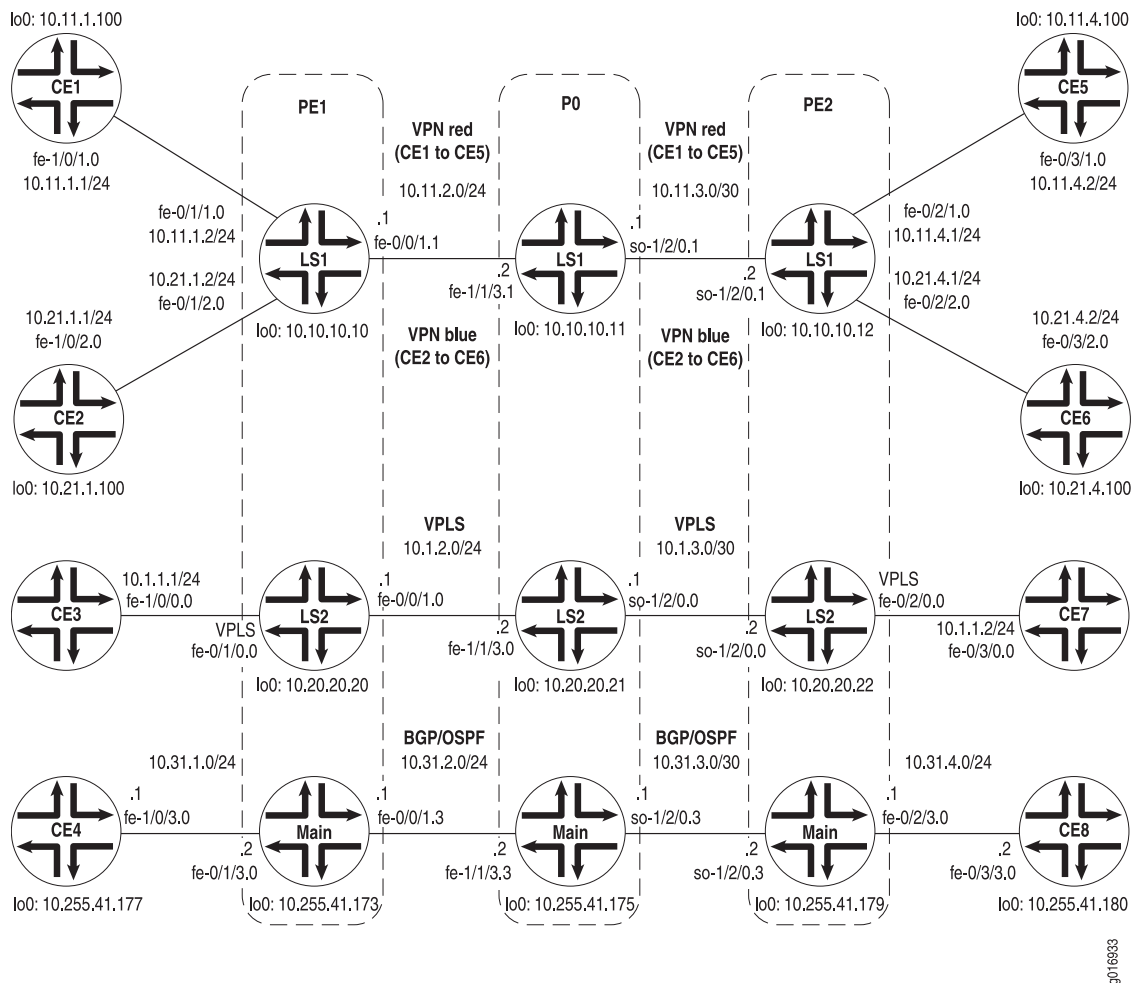 lo0: 10.11.1.100
CE1
fe-1/0/1.0
10.11.1.1/24
PE1
P0
PE2
lo0: 10.11.4.100
CE5
fe-0/3/1.0
10.11.4.2/24
VPN red
(CE1 to CE5)
10.11.2.0/24
VPN red
(CE1 to CE5)
10.11.3.0/30
fe-0/1/1.0
10.11.1.2/24
10.21.1.2/24
fe-0/1/2.0
LS1
lo0: 10.10.10.10
.1
fe-0/0/1.1
.2
fe-1/1/3.1
LS1
lo0: 10.10.10.11
.1
so-1/2/0.1
.2
so-1/2/0.1
LS1
lo0: 10.10.10.12
fe-0/2/1.0
10.11.4.1/24
10.21.4.1/24
fe-0/2/2.0
VPN blue
(CE2 to CE6)
VPN blue
(CE2 to CE6)
10.21.1.1/24
fe-1/0/2.0
CE2
lo0: 10.21.1.100
10.21.4.2/24
fe-0/3/2.0
CE6
lo0: 10.21.4.100
VPLS
10.1.2.0/24
VPLS
10.1.3.0/30
CE3
10.1.1.1/24
fe-1/0/0.0
VPLS
fe-0/1/0.0
LS2
lo0: 10.20.20.20
.1
fe-0/0/1.0
.2
fe-1/1/3.0
LS2
lo0: 10.20.20.21
.1
so-1/2/0.0
.2
so-1/2/0.0
LS2
lo0: 10.20.20.22
VPLS
fe-0/2/0.0
10.1.1.2/24
fe-0/3/0.0
CE7
BGP/OSPF
10.31.2.0/24
BGP/OSPF
10.31.3.0/30
10.31.1.0/24
10.31.4.0/24
CE4
lo0: 10.255.41.177
.1
fe-1/0/3.0
.2
fe-0/1/3.0
Main
lo0: 10.255.41.173
.1
fe-0/0/1.3
.2
fe-1/1/3.3
Main
lo0: 10.255.41.175
.1
so-1/2/0.3
.2
so-1/2/0.3
Main
lo0: 10.255.41.179
.1
fe-0/2/3.0
.2
fe-0/3/3.0
CE8
lo0: 10.255.41.180
g016933